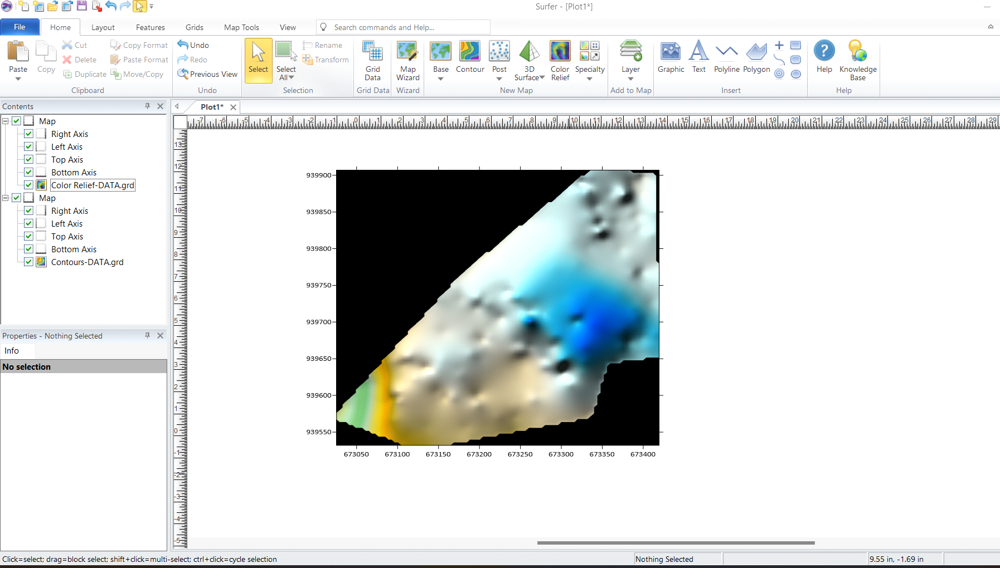 Surfer - [Plot1*]
File Home Layout Features Grids Map Tools View Search commands and Help...
Paste Copy Cut Delete Duplicate Copy Format Paste Format Move/Copy
Clipboard
Undo Redo Previous View
Undo
Select Select All Rename Transform
Selection
Grid Data
Grid Data
Map Wizard
Wizard
Base Contour Post 3D Surface Color Relief Specialty
New Map
Layer
Add to Map
Graphic Text Polyline Polygon
Insert
Help Knowledge Base
Help
Contents
Map
Right Axis
Left Axis
Top Axis
Bottom Axis
Color Relief-DATA.grd
Map
Right Axis
Left Axis
Top Axis
Bottom Axis
Contours-DATA.grd
Properties - Nothing Selected
Info
No selection
Plot1*
-7 -6 -5 -4 -3 -2 -1 0 1 2 3 4 5 6 7 8 9 10 11 12 13 14 15 16 17 18 19 20 21 22 23 24 25 26 27 28 29
13
12
11
10
9
8
7
6
5
4
3
2
1
0
-1
-2
-3
-4
-5
939900
939850
939800
939750
939700
939650
939600
939550
673050 673100 673150 673200 673250 673300 673350 673400
Click=select; drag=block select; shift+click=multi-select; ctrl+click=cycle selection Nothing Selected 9.55 in, -1.69 in